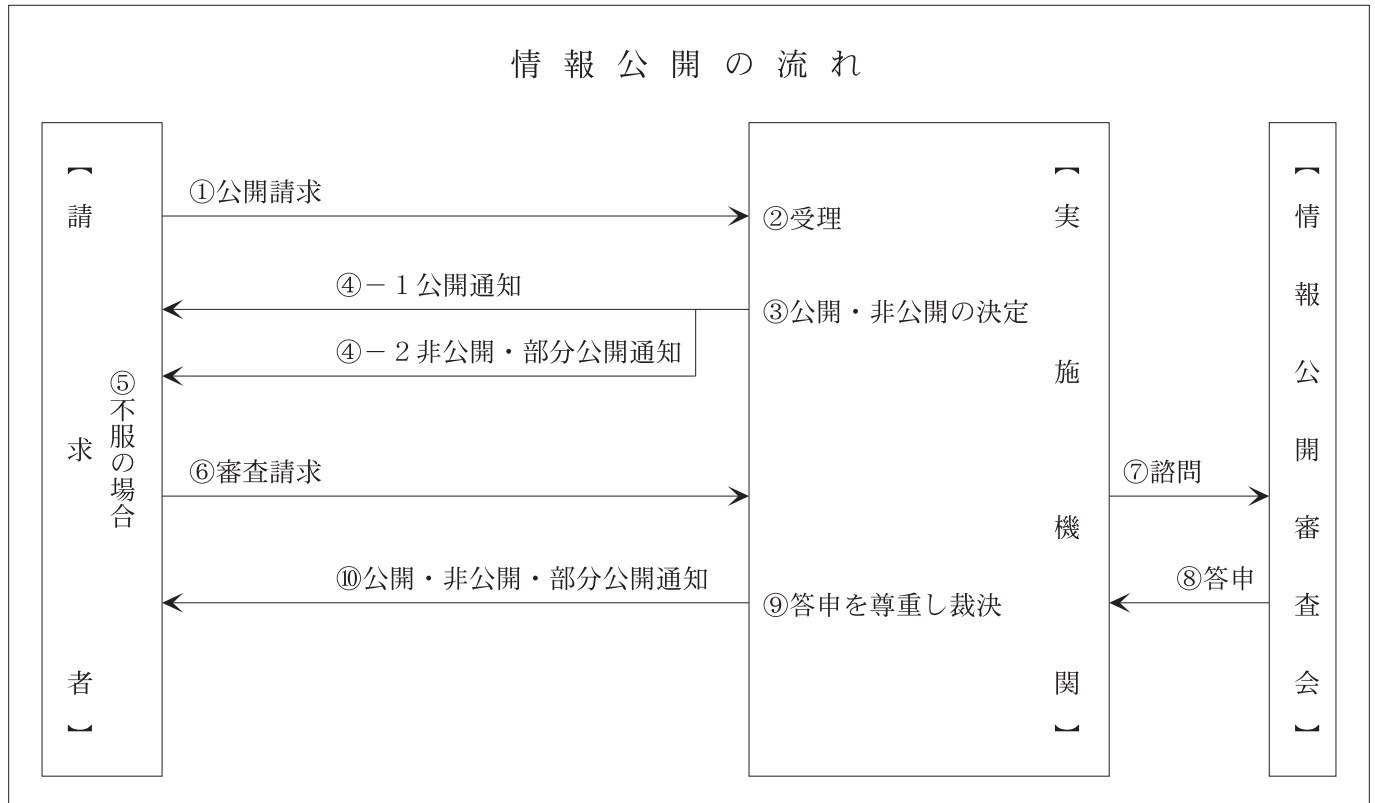 情報公開の流れ
【請求者】
①公開請求
②受理
③公開・非公開の決定
④－１公開通知
④－２非公開・部分公開通知
⑤不服の場合
⑥審査請求
⑦諮問
⑧答申
⑨答申を尊重し裁決
⑩公開・非公開・部分公開通知
【実施機関】
【情報公開審査会】